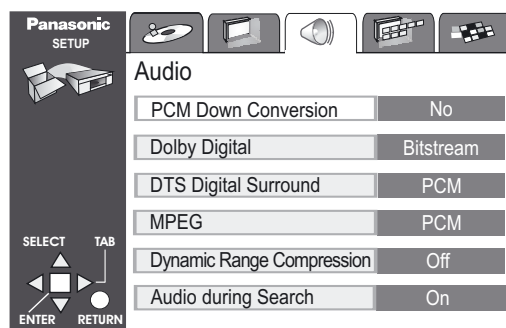 Panasonic
SETUP
Audio
PCM Down Conversion No
Dolby Digital Bitstream
DTS Digital Surround PCM
MPEG PCM
Dynamic Range Compression Off
Audio during Search On
SELECT TAB
ENTER RETURN